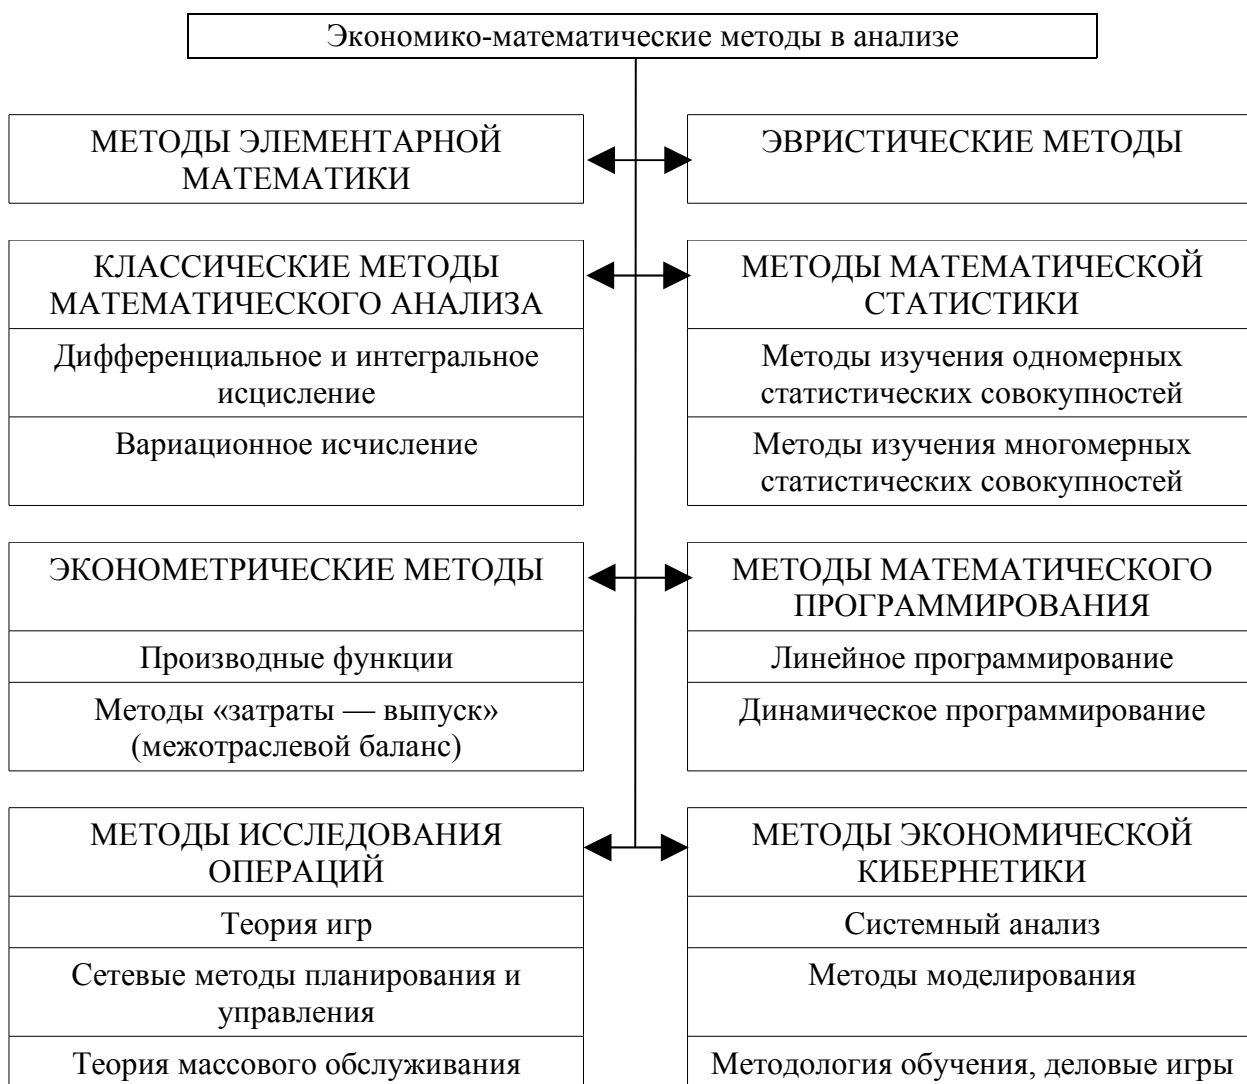 Экономико-математические методы в анализе
МЕТОДЫ ЭЛЕМЕНТАРНОЙ
МАТЕМАТИКИ
ЭВРИСТИЧЕСКИЕ МЕТОДЫ
КЛАССИЧЕСКИЕ МЕТОДЫ
МАТЕМАТИЧЕСКОГО АНАЛИЗА
Дифференциальное и интегральное
исцисление
Вариационное исчисление
МЕТОДЫ МАТЕМАТИЧЕСКОЙ
СТАТИСТИКИ
Методы изучения одномерных
статистических совокупностей
Методы изучения многомерных
статистических совокупностей
ЭКОНОМЕТРИЧЕСКИЕ МЕТОДЫ
Производные функции
Методы «затраты — выпуск»
(межотраслевой баланс)
МЕТОДЫ МАТЕМАТИЧЕСКОГО
ПРОГРАММИРОВАНИЯ
Линейное программирование
Динамическое программирование
МЕТОДЫ ИССЛЕДОВАНИЯ
ОПЕРАЦИЙ
Теория игр
Сетевые методы планирования и
управления
Теория массового обслуживания
МЕТОДЫ ЭКОНОМИЧЕСКОЙ
КИБЕРНЕТИКИ
Системный анализ
Методы моделирования
Методология обучения, деловые игры